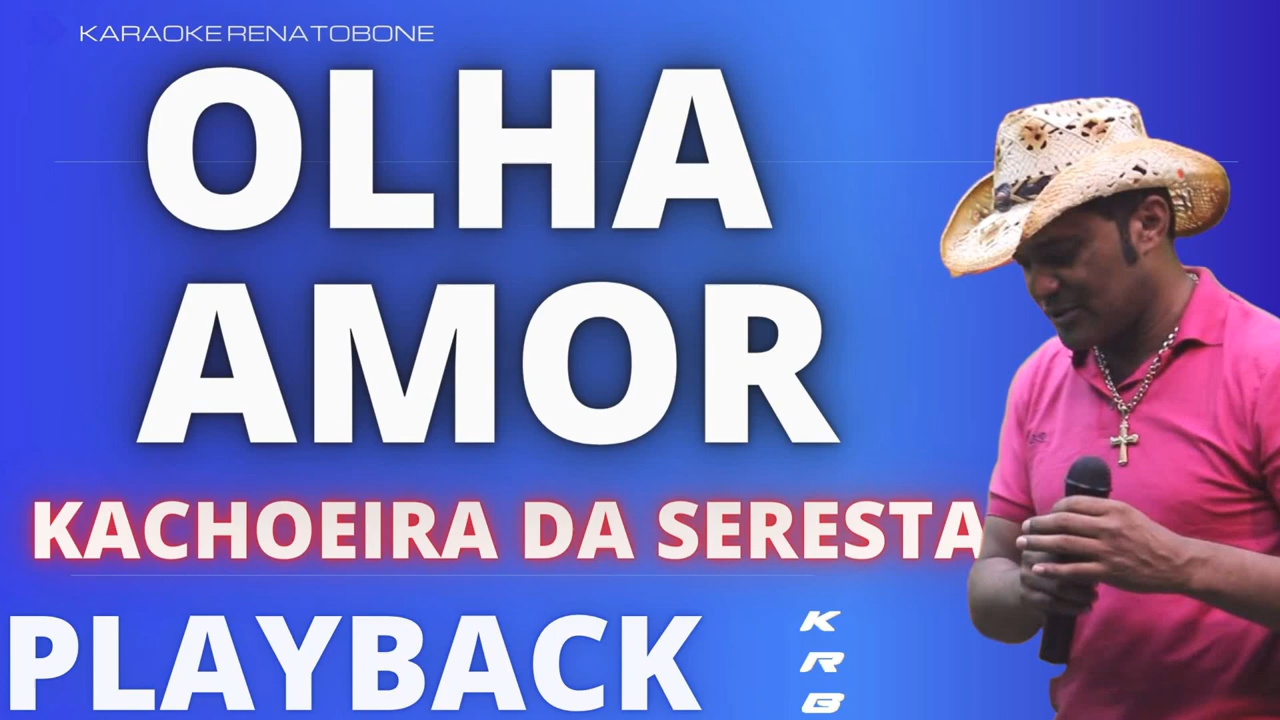 KARAOKE RENATOBONE
OLHA
AMOR
KACHOEIRA DA SERESTA
PLAYBACK
K
R
B